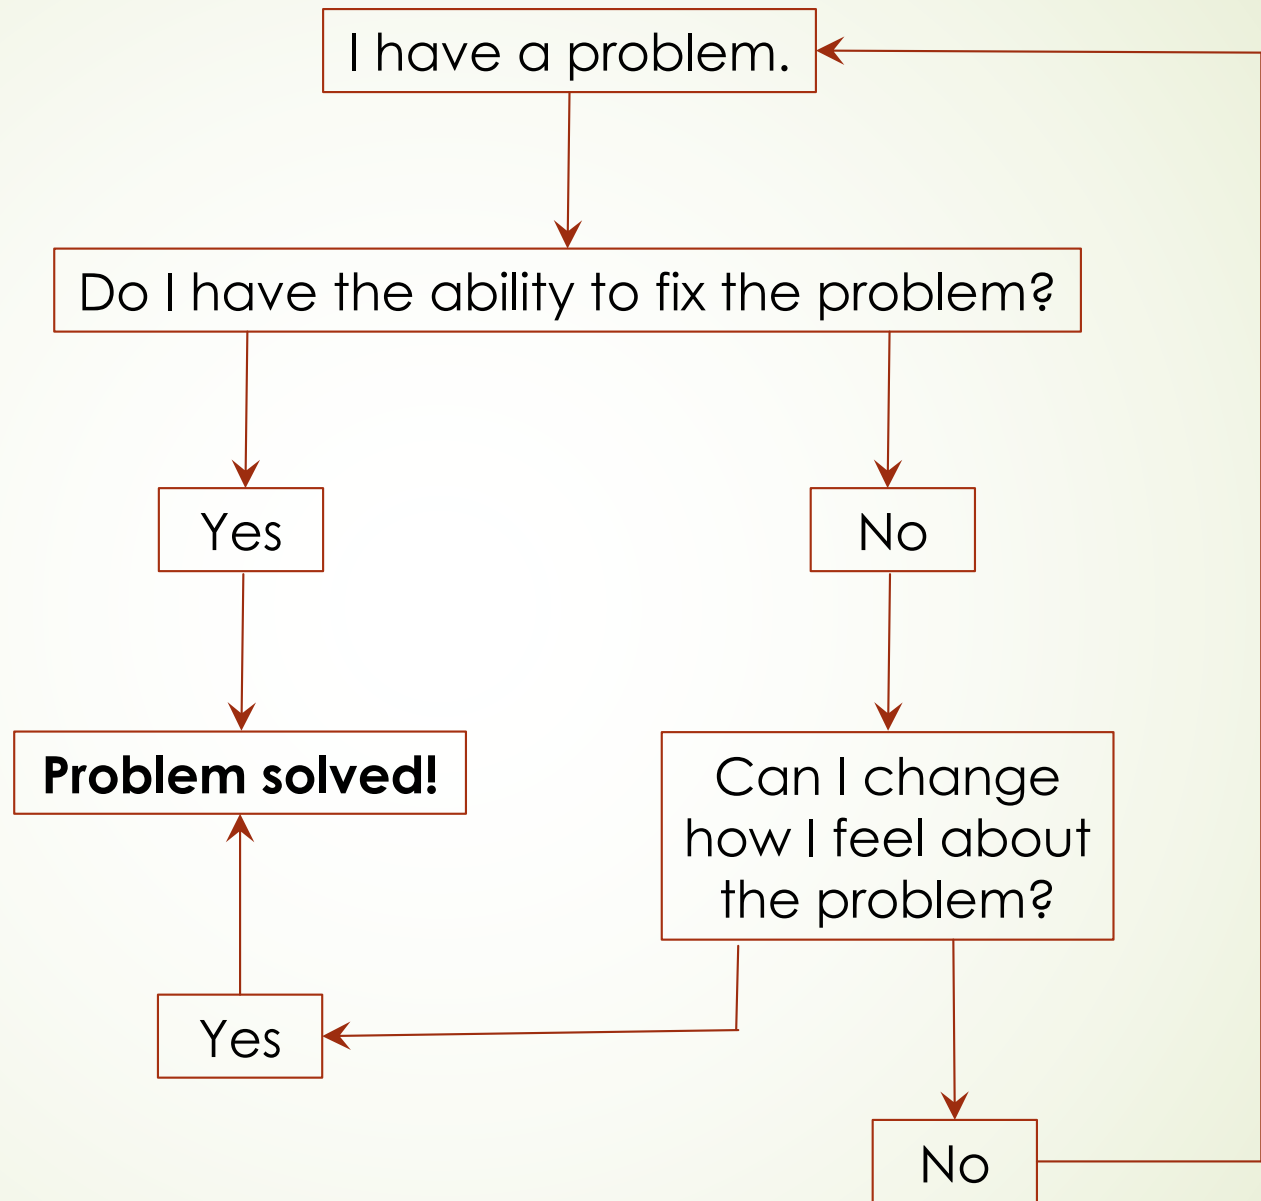 I have a problem.
Do I have the ability to fix the problem?
Yes
No
Problem solved!
Can I change
how I feel about
the problem?
Yes
No